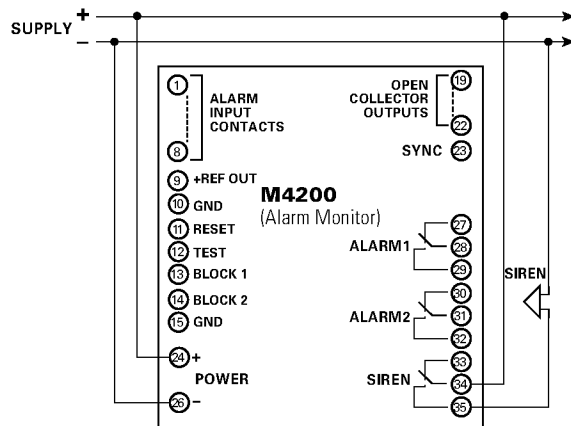 +
SUPPLY
−
1
ALARM
INPUT
CONTACTS
8
OPEN
COLLECTOR
OUTPUTS
19
22
SYNC 23
9 +REF OUT
10 GND
11 RESET
12 TEST
13 BLOCK 1
14 BLOCK 2
15 GND
24 +
POWER
26 −
M4200
(Alarm Monitor)
27
ALARM1 28
29
30
ALARM2 31
32
33
SIREN 34
35
SIREN